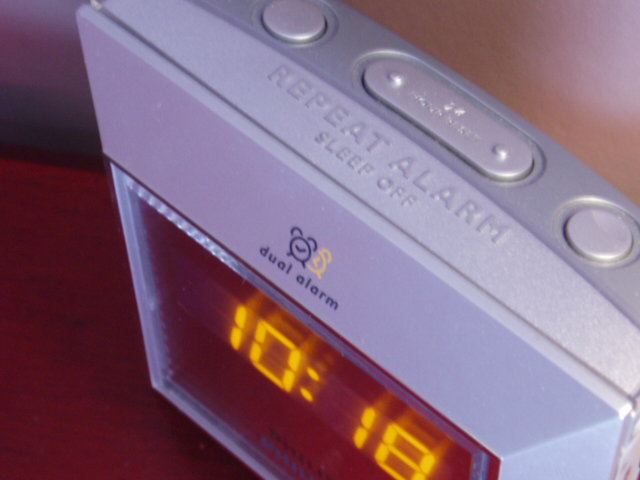 REPEAT ALARM
SLEEP OFF
dual alarm
10:18